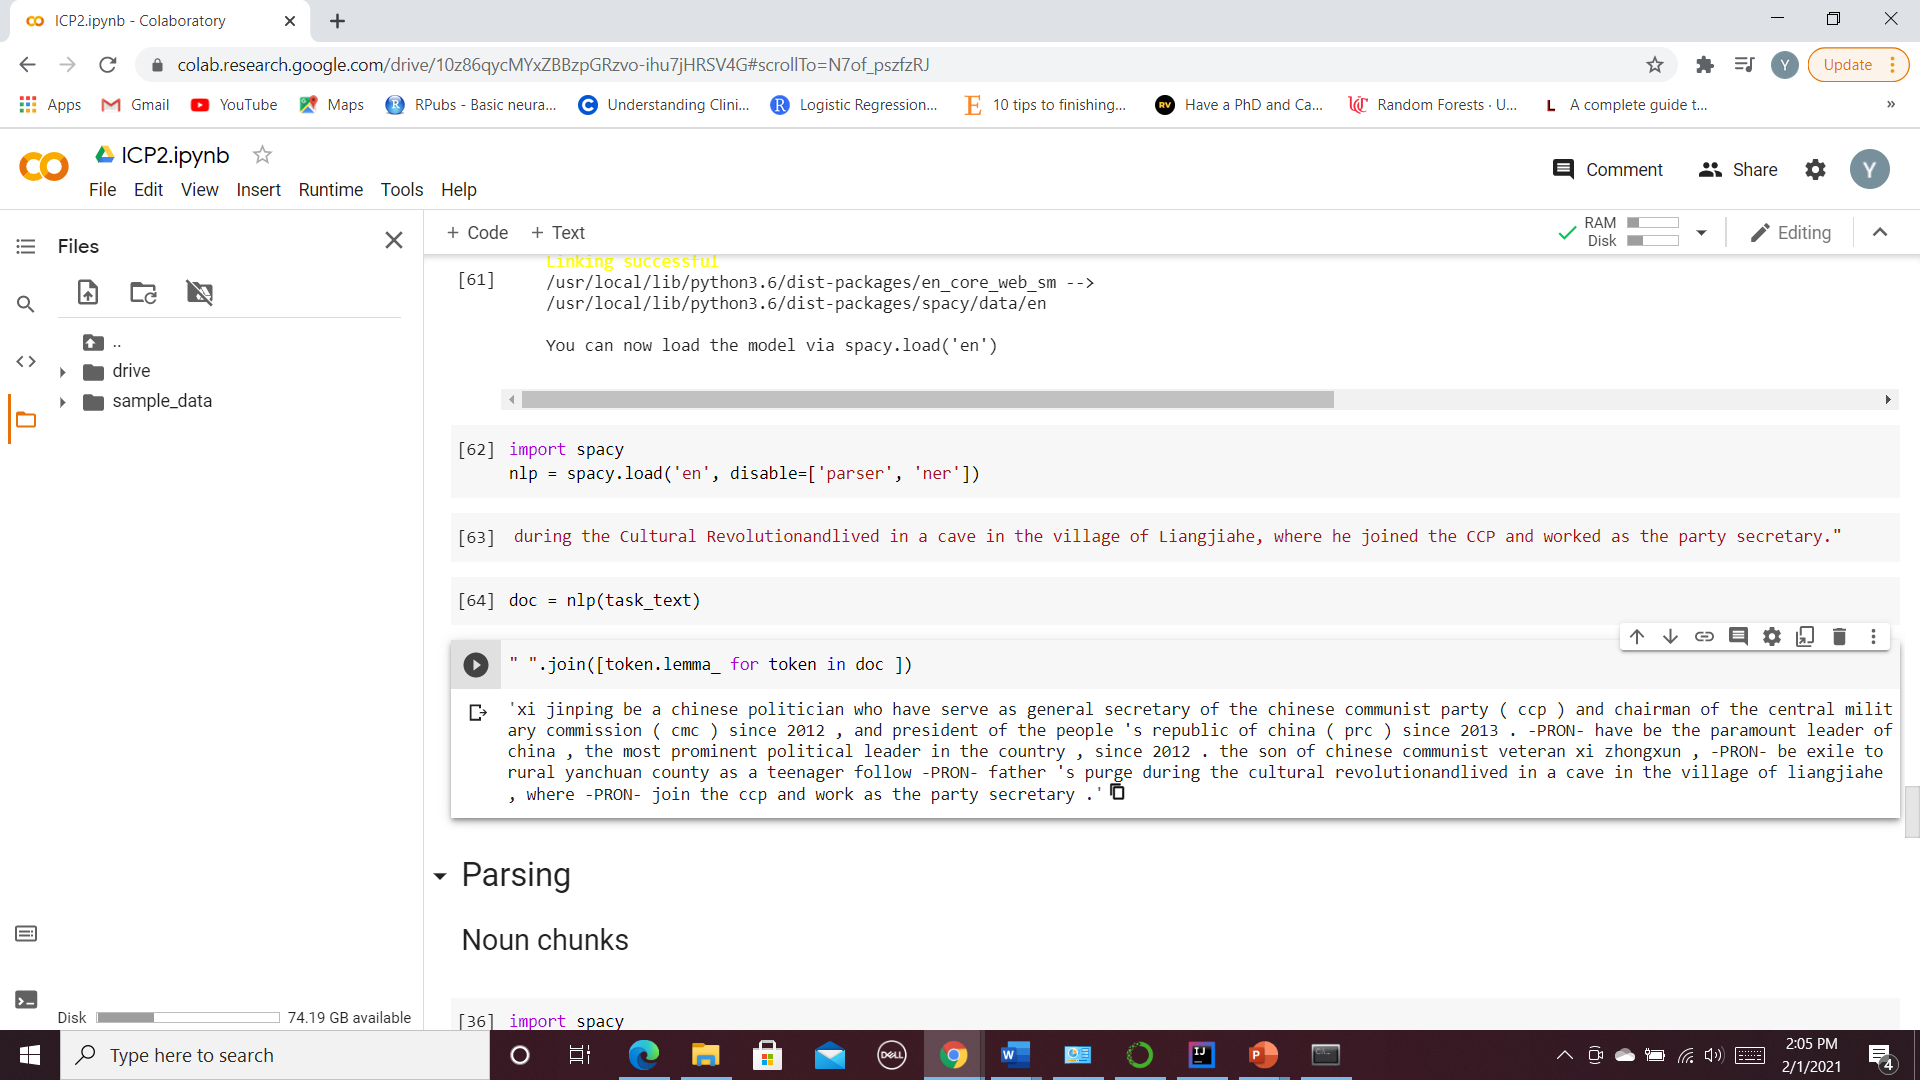 ICP2.ipynb - Colaboratory
colab.research.google.com/drive/10z86qycMYxZBBzpGRzvo-ihu7jHRSV4G#scrollTo=N7of_pszfzRJ
Y
Update
Apps
Gmail
YouTube
Maps
RPubs - Basic neura...
Understanding Clini...
Logistic Regression...
10 tips to finishing...
Have a PhD and Ca...
Random Forests · U...
A complete guide t...
»
ICP2.ipynb
File Edit View Insert Runtime Tools Help
Comment
Share
Y
Files
+ Code + Text
RAM
Disk
Editing
..
drive
sample_data
Linking successful
[61] /usr/local/lib/python3.6/dist-packages/en_core_web_sm -->
/usr/local/lib/python3.6/dist-packages/spacy/data/en
You can now load the model via spacy.load('en')
[62] import spacy
nlp = spacy.load('en', disable=['parser', 'ner'])
[63] during the Cultural Revolutionandlived in a cave in the village of Liangjiahe, where he joined the CCP and worked as the party secretary."
[64] doc = nlp(task_text)
" ".join([token.lemma_ for token in doc ])
'xi jinping be a chinese politician who have serve as general secretary of the chinese communist party ( ccp ) and chairman of the central milit
ary commission ( cmc ) since 2012 , and president of the people 's republic of china ( prc ) since 2013 . -PRON- have be the paramount leader of
china , the most prominent political leader in the country , since 2012 . the son of chinese communist veteran xi zhongxun , -PRON- be exile to
rural yanchuan county as a teenager follow -PRON- father 's purge during the cultural revolutionandlived in a cave in the village of liangjiahe
, where -PRON- join the ccp and work as the party secretary .'
Parsing
Noun chunks
[36] import spacy
Disk
74.19 GB available
Type here to search
DELL
2:05 PM
2/1/2021
4